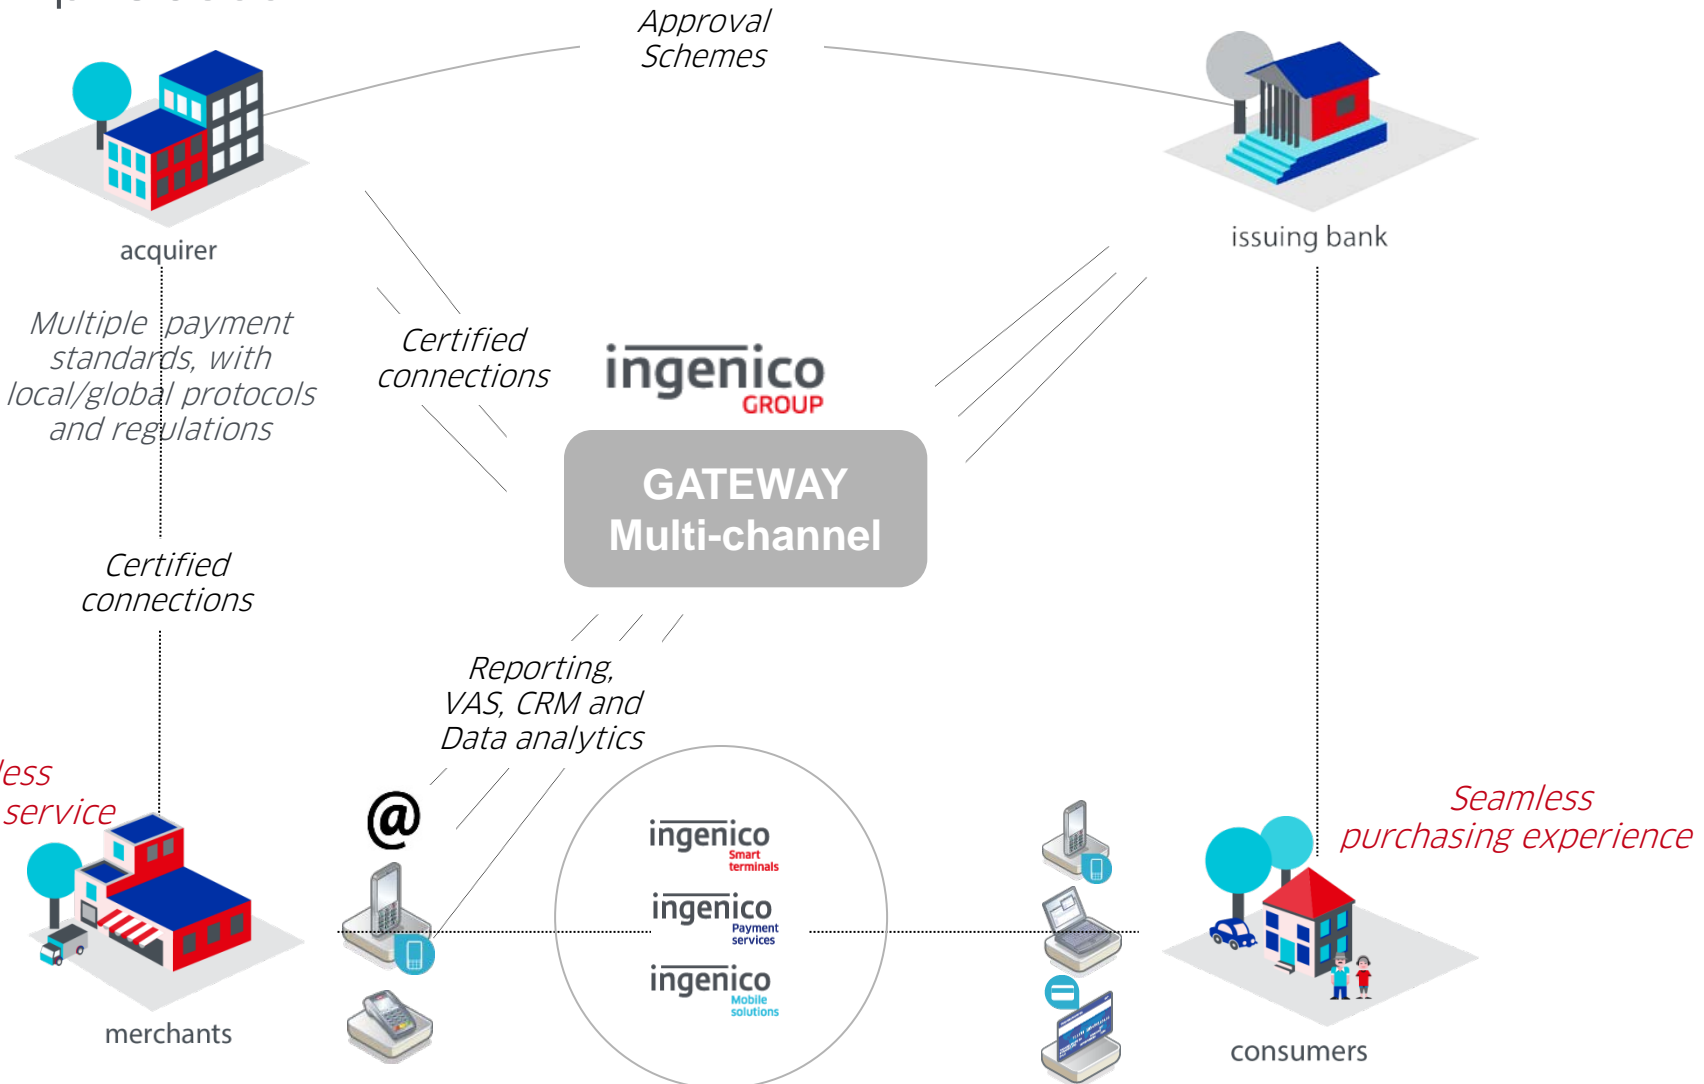 Approval
Schemes
acquirer
issuing bank
Multiple payment
standards, with
local/global protocols
and regulations
Certified
connections
ingenico
GROUP
GATEWAY
Multi-channel
Certified
connections
Reporting,
VAS, CRM and
Data analytics
service
@
ingenico
Smart
terminals
ingenico
Payment
services
ingenico
Mobile
solutions
Seamless
purchasing experience
merchants
consumers